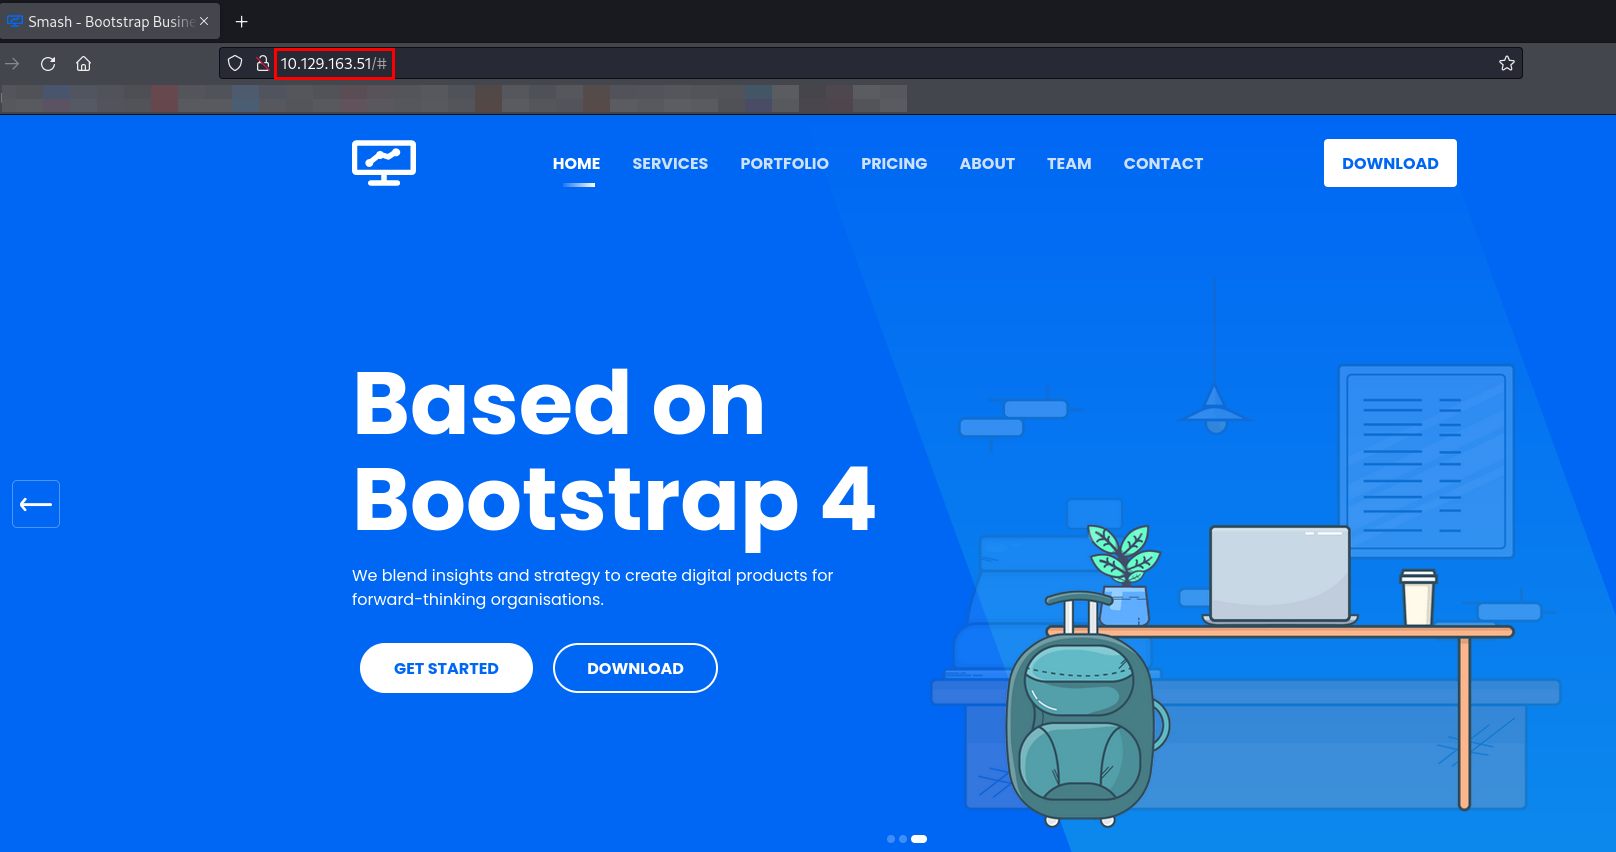 Smash - Bootstrap Busine
10.129.163.51/#
HOME SERVICES PORTFOLIO PRICING ABOUT TEAM CONTACT DOWNLOAD
Based on
Bootstrap 4
We blend insights and strategy to create digital products for
forward-thinking organisations.
GET STARTED DOWNLOAD